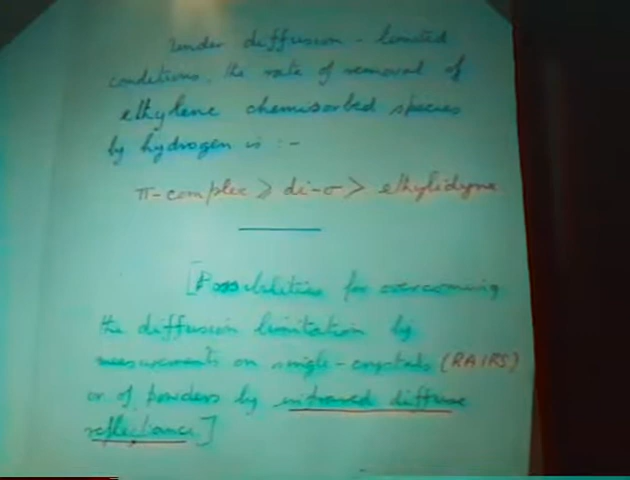 Under diffusion - limited
conditions, the rate of removal of
ethylene chemisorbed species
by hydrogen is :-
π-complex ⩾ di-σ > ethylidyne
[Possibilities for overcoming
the diffusion limitation by
measurements on single-crystals (RAIRS)
or of powders by infrared diffuse
reflectance]